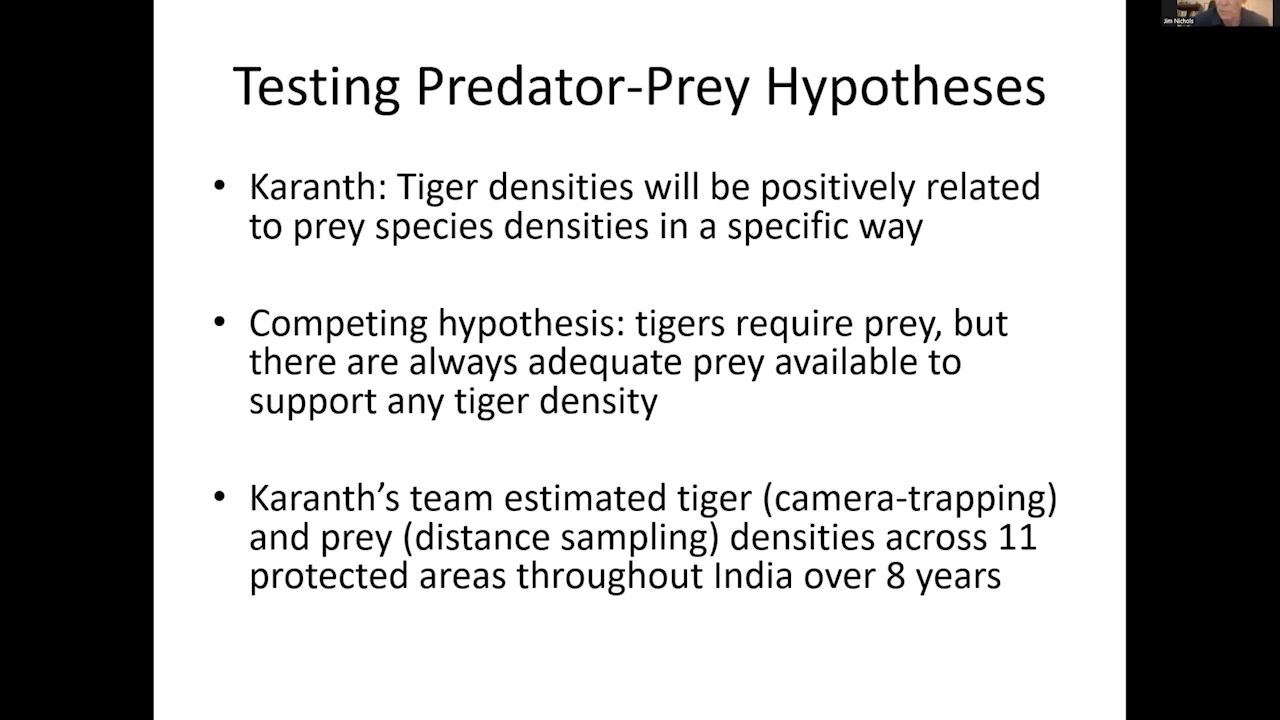 Jim Nichols
Testing Predator-Prey Hypotheses
• Karanth: Tiger densities will be positively related
to prey species densities in a specific way
• Competing hypothesis: tigers require prey, but
there are always adequate prey available to
support any tiger density
• Karanth’s team estimated tiger (camera-trapping)
and prey (distance sampling) densities across 11
protected areas throughout India over 8 years